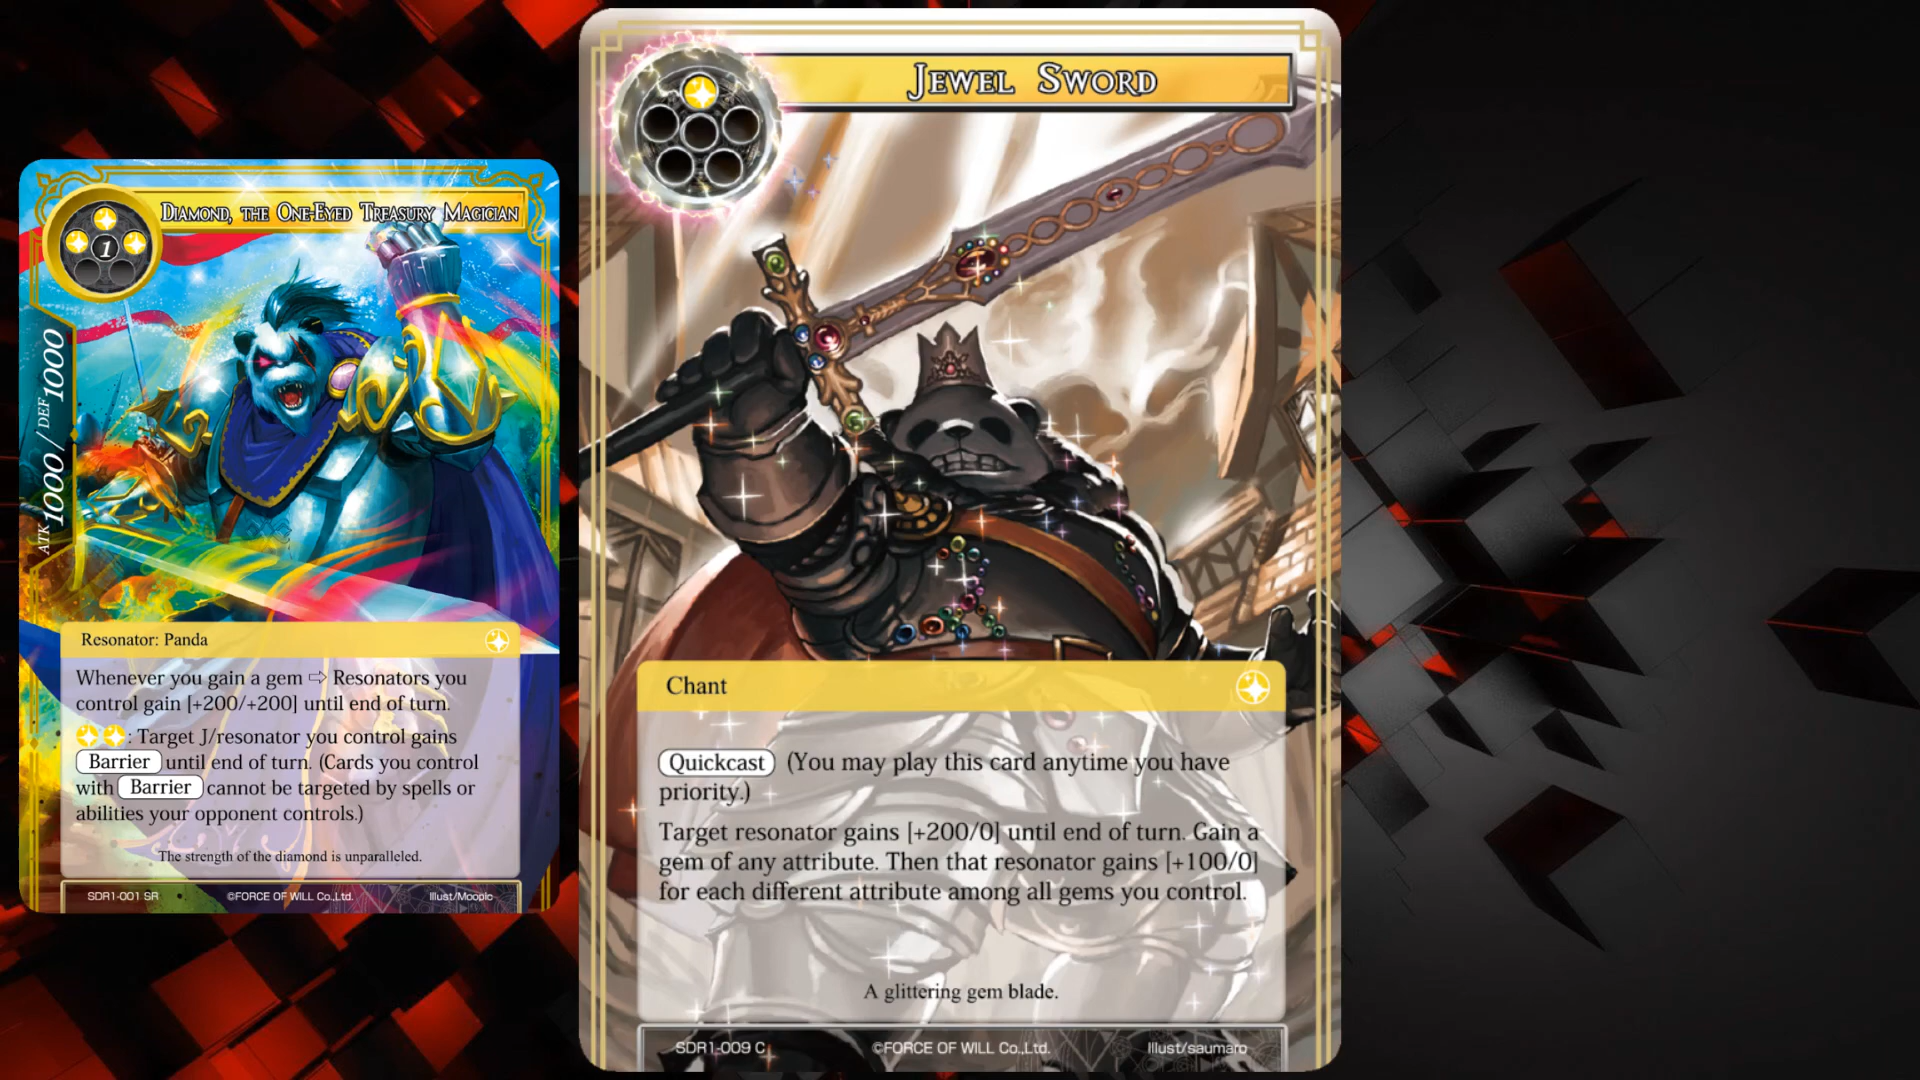 DIAMOND, THE ONE-EYED TREASURY MAGICIAN
1
ATK 1000 / DEF 1000
Resonator: Panda
Whenever you gain a gem ⇨ Resonators you
control gain [+200/+200] until end of turn.
: Target J/resonator you control gains
Barrier until end of turn. (Cards you control
with Barrier cannot be targeted by spells or
abilities your opponent controls.)
The strength of the diamond is unparalleled.
SDR1-001 SR ©FORCE OF WILL Co.,Ltd. Illust/Moopic
JEWEL SWORD
Chant
Quickcast (You may play this card anytime you have
priority.)
Target resonator gains [+200/0] until end of turn. Gain a
gem of any attribute. Then that resonator gains [+100/0]
for each different attribute among all gems you control.
A glittering gem blade.
SDR1-009 C ©FORCE OF WILL Co.,Ltd. Illust/saumaro